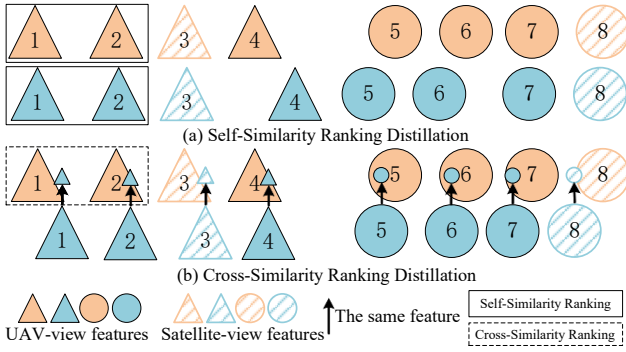 1 2 3 4 5 6 7 8
1 2 3 4 5 6 7 8
(a) Self-Similarity Ranking Distillation
1 2 3 4 5 6 7 8
1 2 3 4 5 6 7 8
(b) Cross-Similarity Ranking Distillation
The same feature
Self-Similarity Ranking
UAV-view features Satellite-view features
Cross-Similarity Ranking